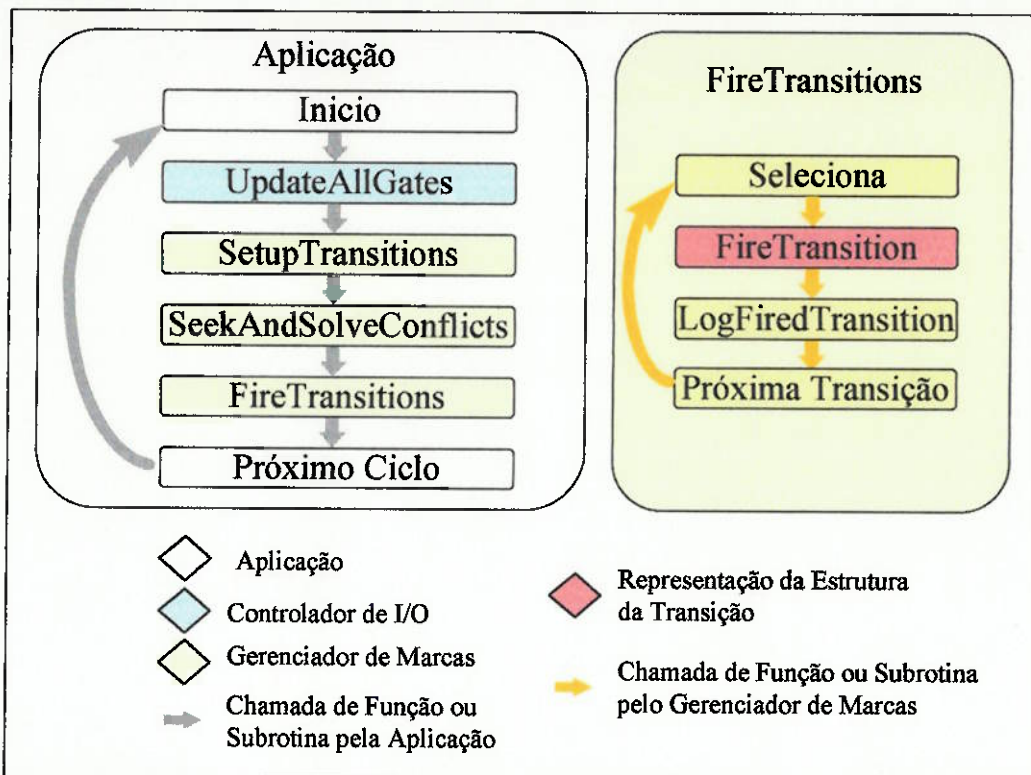 Aplicação
Inicio
UpdateAllGates
SetupTransitions
SeekAndSolveConflicts
FireTransitions
Próximo Ciclo
FireTransitions
Seleciona
FireTransition
LogFiredTransition
Próxima Transição
Aplicação
Controlador de I/O
Gerenciador de Marcas
Chamada de Função ou
Subrotina pela Aplicação
Representação da Estrutura
da Transição
Chamada de Função ou Subrotina
pelo Gerenciador de Marcas